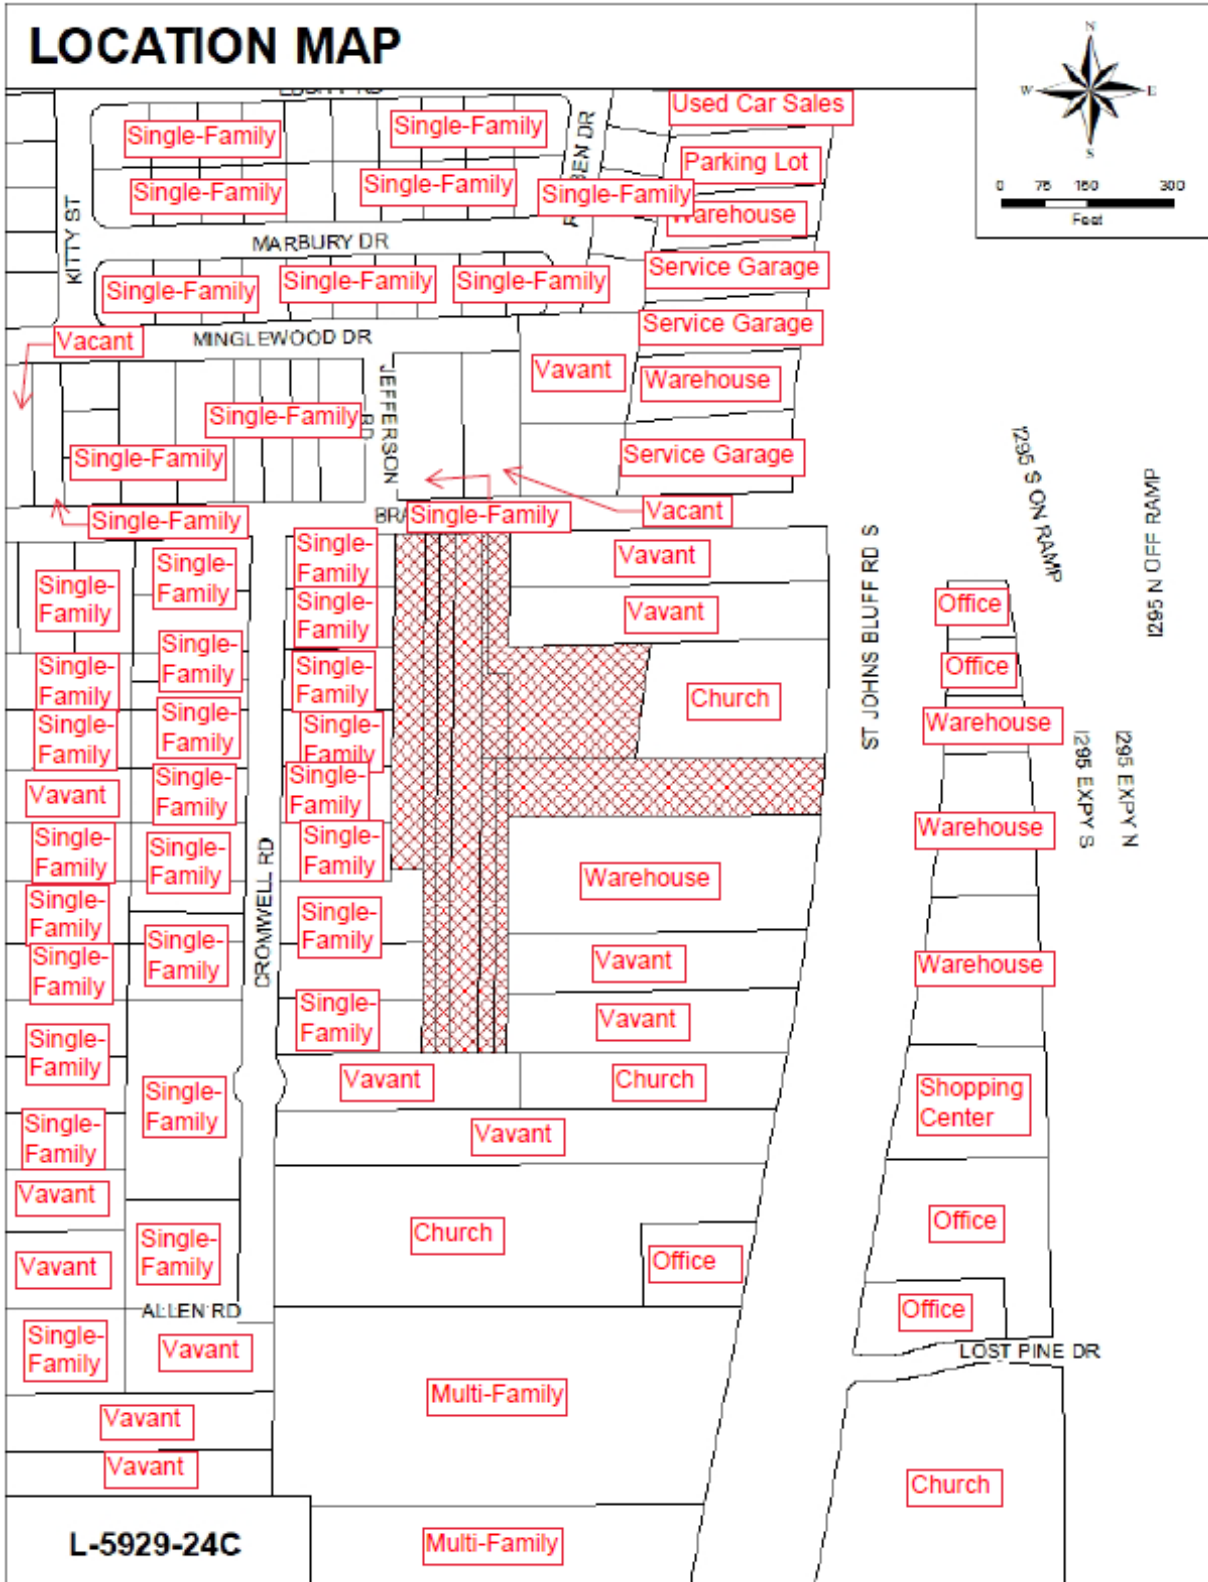 LOCATION MAP
N
W
E
S
0 75 150 300
Feet
Used Car Sales
Single-Family
Single-Family
Parking Lot
Single-Family
Single-Family
Single-Family
Warehouse
KITTY ST
MARBURY DR
Service Garage
Single-Family
Single-Family
Single-Family
Service Garage
Vacant
MINGLEWOOD DR
Vavant
Warehouse
JEFFERSON
RD
Single-Family
Single-Family
Service Garage
Single-Family
Single-Family
Vacant
I295 S ON RAMP
I295 N OFF RAMP
ST JOHNS BLUFF RD S
Single-
Family
Single-
Family
Single-
Family
Vavant
Single-
Family
Vavant
Office
Single-
Family
Single-
Family
Single-
Family
Church
Office
Single-
Family
Single-
Family
Single-
Family
Warehouse
I295 EXPY S
I295 EXPY N
Vavant
Single-
Family
Single-
Family
Single-
Family
Single-
Family
Single-
Family
Warehouse
CROMWELL RD
Warehouse
Single-
Family
Single-
Family
Single-
Family
Single-
Family
Vavant
Warehouse
Single-
Family
Vavant
Single-
Family
Vavant
Church
Single-
Family
Shopping
Center
Single-
Family
Vavant
Vavant
Church
Office
Single-
Family
Vavant
Office
ALLEN RD
Office
Single-
Family
Vavant
LOST PINE DR
Multi-Family
Vavant
Vavant
Church
L-5929-24C
Multi-Family